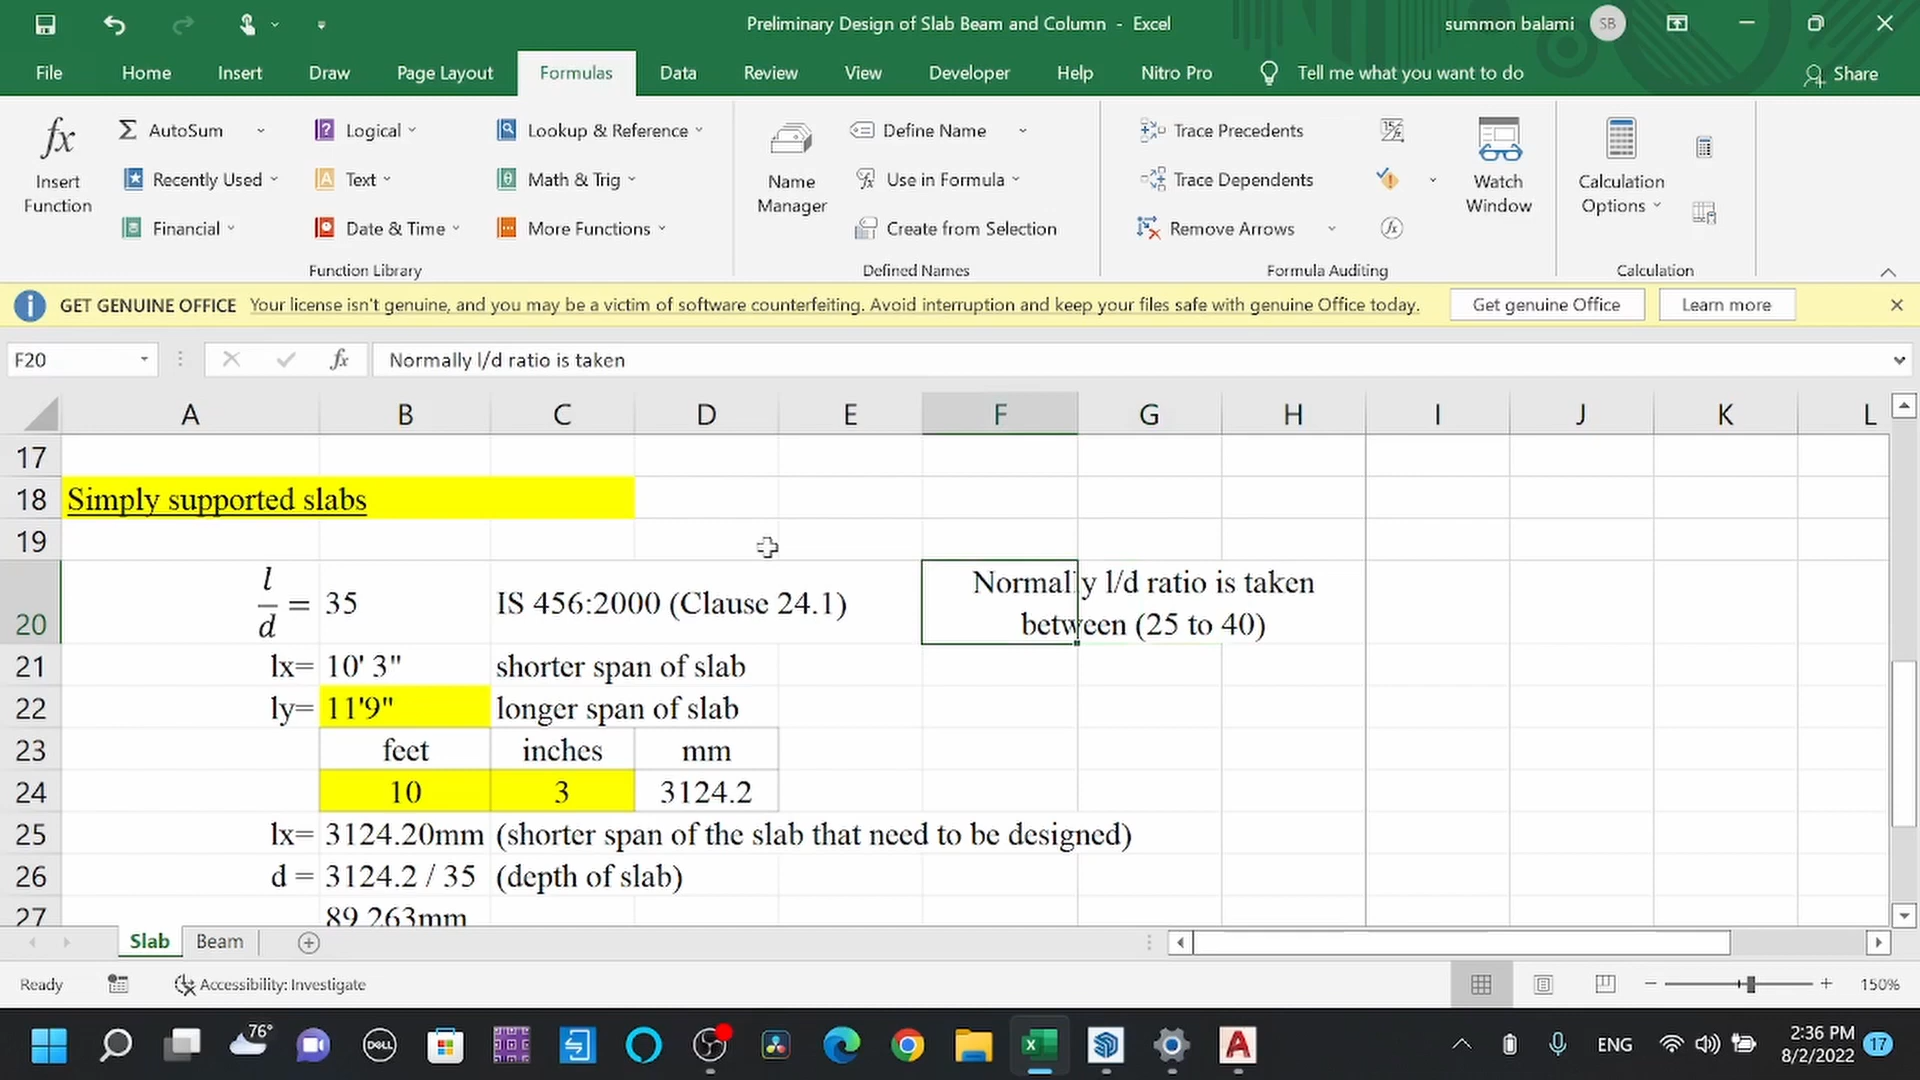 Preliminary Design of Slab Beam and Column - Excel
summon balami
SB
File Home Insert Draw Page Layout Formulas Data Review View Developer Help Nitro Pro Tell me what you want to do Share
fx
Insert
Function
Σ AutoSum
Recently Used
Financial
Logical
Text
Date & Time
Lookup & Reference
Math & Trig
More Functions
Function Library
Name
Manager
Define Name
Use in Formula
Create from Selection
Defined Names
Trace Precedents
Trace Dependents
Remove Arrows
Formula Auditing
Watch
Window
Calculation
Options
Calculation
GET GENUINE OFFICE Your license isn't genuine, and you may be a victim of software counterfeiting. Avoid interruption and keep your files safe with genuine Office today. Get genuine Office Learn more
F20 fx Normally l/d ratio is taken
A B C D E F G H I J K L
17
18 Simply supported slabs
19
20 l/d = 35 IS 456:2000 (Clause 24.1) Normally l/d ratio is taken
between (25 to 40)
21 lx= 10' 3" shorter span of slab
22 ly= 11'9" longer span of slab
23 feet inches mm
24 10 3 3124.2
25 lx= 3124.20mm (shorter span of the slab that need to be designed)
26 d = 3124.2 / 35 (depth of slab)
27 89.263mm
Slab Beam
Ready Accessibility: Investigate 150%
76°
DELL
ENG
2:36 PM
8/2/2022
17